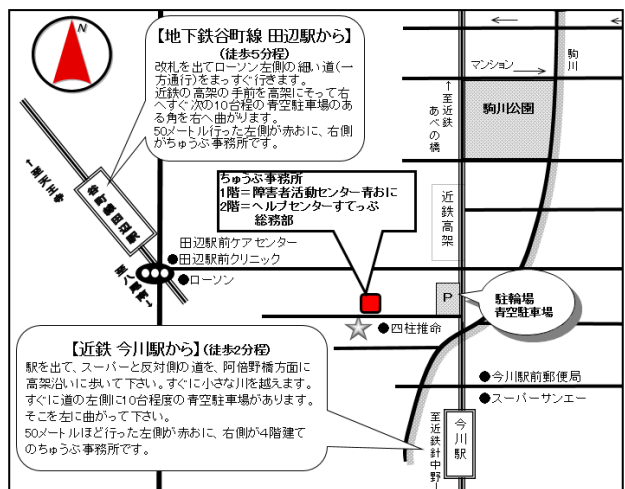 N
【地下鉄谷町線 田辺駅から】
(徒歩5分程)
改札を出てローソン左側の細い道(一
方通行)をまっすぐ行きます。
近鉄の高架の手前を高架にそって右
へすぐ次の10台程の青空駐車場のあ
る角を右へ曲がります。
50メートル行った左側が赤おに、右側
がちゅうぶ事務所です。
駒川
マンション
↑至近鉄
あべの橋
駒川公園
近鉄高架
←至天王寺
谷町線田辺駅
至八尾南→
ちゅうぶ事務所
1階=障害者活動センター青おに
2階=ヘルプセンターすてっぷ
総務部
田辺駅前ケアセンター
●田辺駅前クリニック
●ローソン
P
駐輪場
青空駐車場
●四柱推命
【近鉄 今川駅から】(徒歩2分程)
駅を出て、スーパーと反対側の道を、阿倍野橋方面に
高架沿いに歩いて下さい。すぐに小さな川を越えます。
すぐに道の左側に10台程度の青空駐車場があります。
そこを左に曲がって下さい。
50メートルほど行った左側が赤おに、右側が4階建て
のちゅうぶ事務所です。
●今川駅前郵便局
●スーパーサンエー
今川駅
至近鉄針中野→